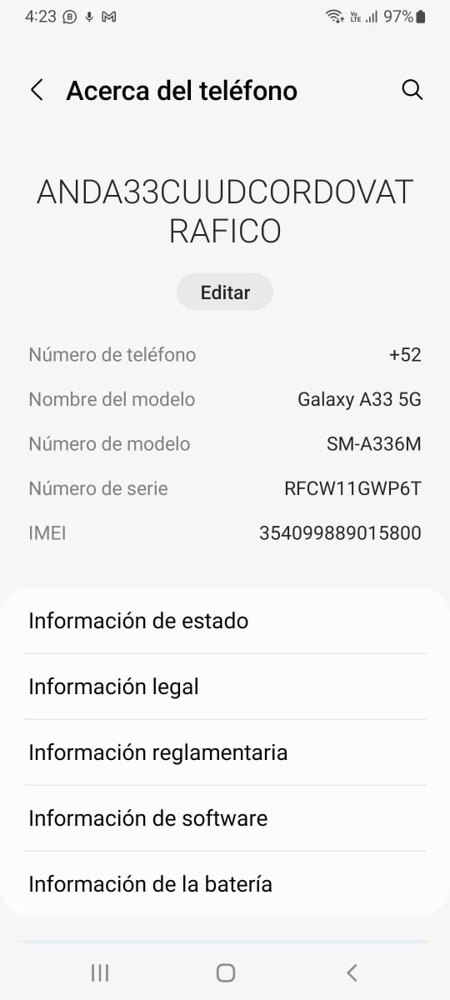 4:23 97%
Acerca del teléfono
ANDA33CUUDCORDOVAT
RAFICO
Editar
Número de teléfono +52
Nombre del modelo Galaxy A33 5G
Número de modelo SM-A336M
Número de serie RFCW11GWP6T
IMEI 354099889015800
Información de estado
Información legal
Información reglamentaria
Información de software
Información de la batería